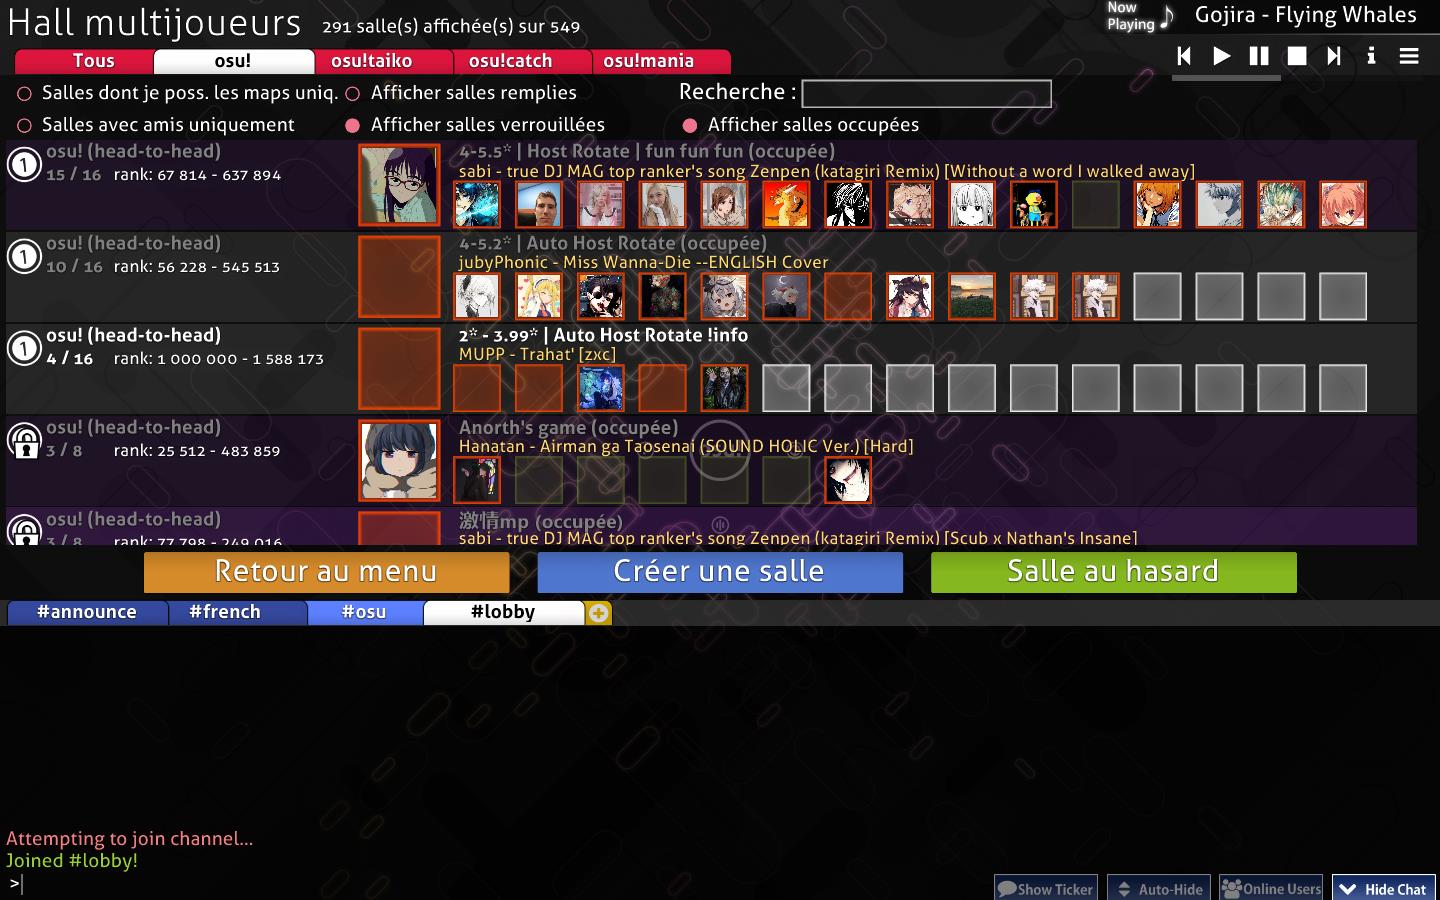 Hall multijoueurs 291 salle(s) affichée(s) sur 549
Now Playing Gojira - Flying Whales
Tous osu! osu!taiko osu!catch osu!mania
Salles dont je poss. les maps uniq. Afficher salles remplies Recherche :
Salles avec amis uniquement Afficher salles verrouillées Afficher salles occupées
1 osu! (head-to-head) 4-5.5* | Host Rotate | fun fun fun (occupée)
15 / 16 rank: 67 814 - 637 894 sabi - true DJ MAG top ranker's song Zenpen (katagiri Remix) [Without a word I walked away]
1 osu! (head-to-head) 4-5.2* | Auto Host Rotate (occupée)
10 / 16 rank: 56 228 - 545 513 jubyPhonic - Miss Wanna-Die --ENGLISH Cover
1 osu! (head-to-head) 2* - 3.99* | Auto Host Rotate !info
4 / 16 rank: 1 000 000 - 1 588 173 MUPP - Trahat' [zxc]
osu! (head-to-head) Anorth's game (occupée)
3 / 8 rank: 25 512 - 483 859 Hanatan - Airman ga Taosenai (SOUND HOLIC Ver.) [Hard]
osu! (head-to-head) 激情mp (occupée)
3 / 8 rank: 77 798 - 249 016 sabi - true DJ MAG top ranker's song Zenpen (katagiri Remix) [Scub x Nathan's Insane]
Retour au menu Créer une salle Salle au hasard
#announce #french #osu #lobby
Attempting to join channel...
Joined #lobby!
>
Show Ticker Auto-Hide Online Users Hide Chat